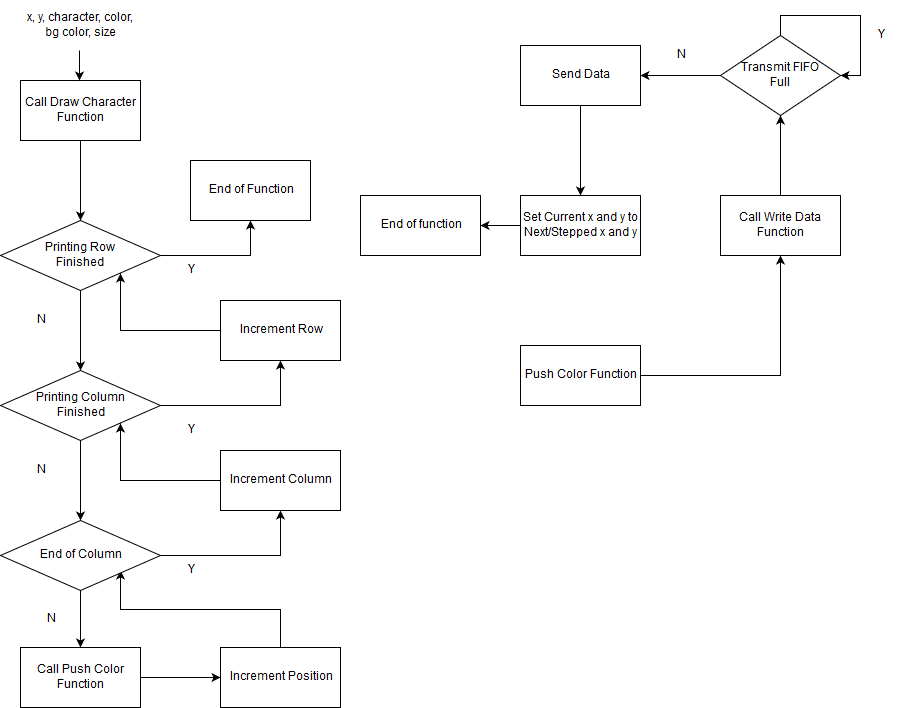 x, y, character, color,
bg color, size
Call Draw Character
Function
End of Function
Printing Row
Finished
Y
N
Increment Row
Printing Column
Finished
Y
N
Increment Column
End of Column
Y
N
Call Push Color
Function
Increment Position
Y
N
Transmit FIFO
Full
Send Data
End of function
Set Current x and y to
Next/Stepped x and y
Call Write Data
Function
Push Color Function